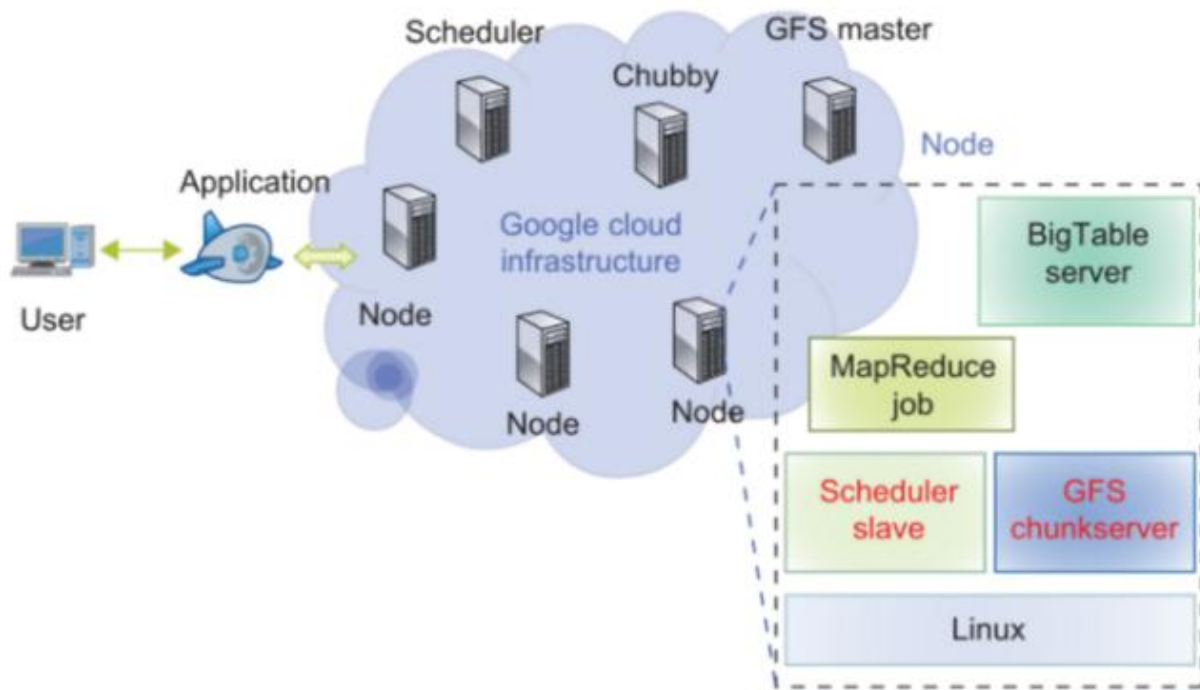 Scheduler
GFS master
Chubby
Node
Application
Google cloud
infrastructure
User
Node
Node
Node
BigTable
server
MapReduce
job
Scheduler
slave
GFS
chunkserver
Linux